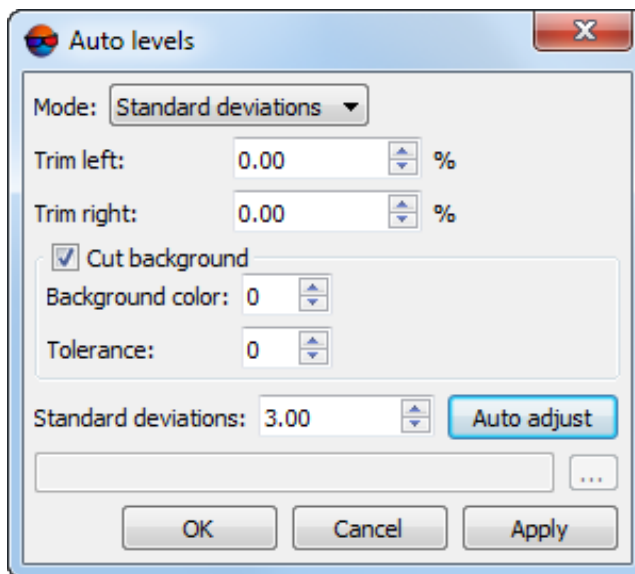 Auto levels
Mode: Standard deviations
Trim left: 0.00 %
Trim right: 0.00 %
Cut background
Background color: 0
Tolerance: 0
Standard deviations: 3.00 Auto adjust
...
OK Cancel Apply